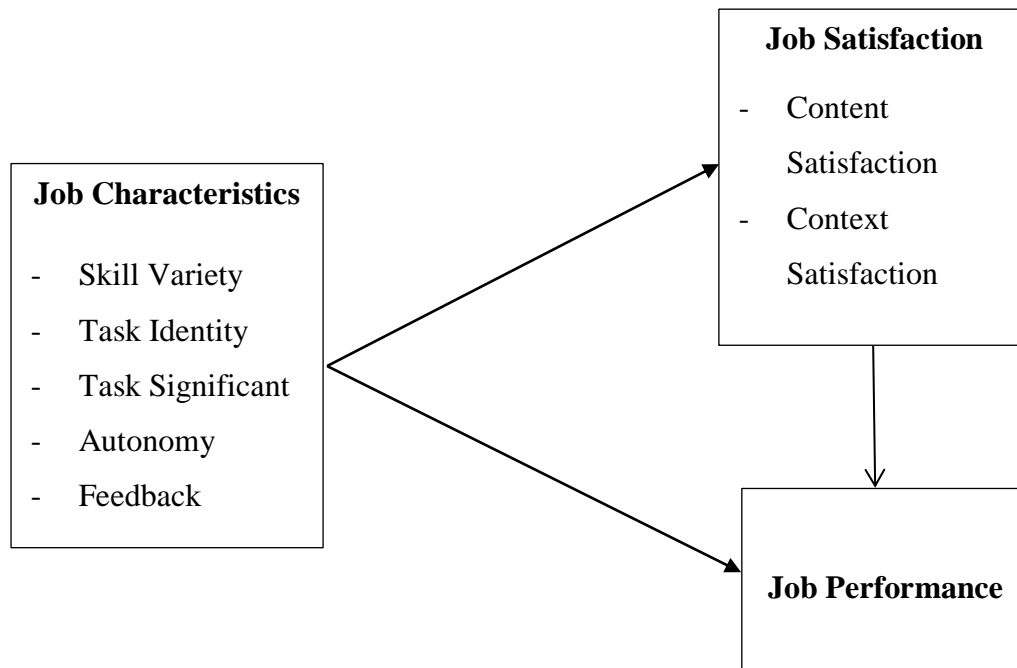 Job Satisfaction
- Content
Satisfaction
- Context
Satisfaction
Job Characteristics
- Skill Variety
- Task Identity
- Task Significant
- Autonomy
- Feedback
Job Performance